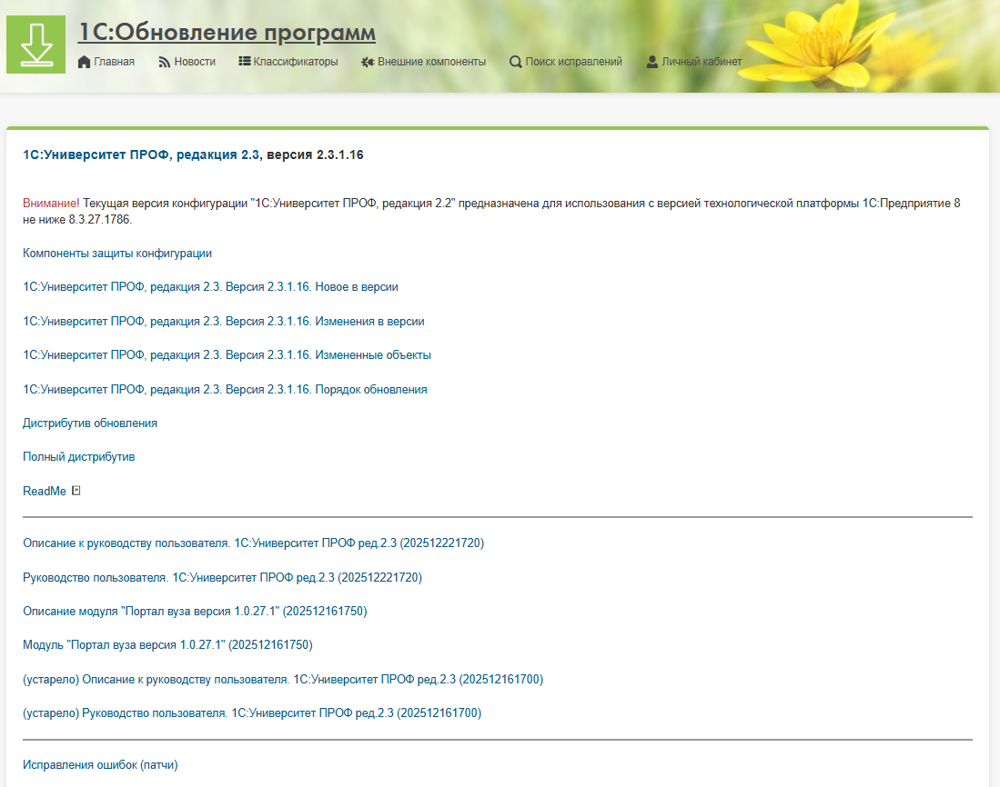 1С:Обновление программ
Главная Новости Классификаторы Внешние компоненты Поиск исправлений Личный кабинет
1С:Университет ПРОФ, редакция 2.3, версия 2.3.1.16
Внимание! Текущая версия конфигурации "1С:Университет ПРОФ, редакция 2.2" предназначена для использования с версией технологической платформы 1С:Предприятие 8
не ниже 8.3.27.1786.
Компоненты защиты конфигурации
1С:Университет ПРОФ, редакция 2.3. Версия 2.3.1.16. Новое в версии
1С:Университет ПРОФ, редакция 2.3. Версия 2.3.1.16. Изменения в версии
1С:Университет ПРОФ, редакция 2.3. Версия 2.3.1.16. Измененные объекты
1С:Университет ПРОФ, редакция 2.3. Версия 2.3.1.16. Порядок обновления
Дистрибутив обновления
Полный дистрибутив
ReadMe
Описание к руководству пользователя. 1С:Университет ПРОФ ред.2.3 (202512221720)
Руководство пользователя. 1С:Университет ПРОФ ред.2.3 (202512221720)
Описание модуля "Портал вуза версия 1.0.27.1" (202512161750)
Модуль "Портал вуза версия 1.0.27.1" (202512161750)
(устарело) Описание к руководству пользователя. 1С:Университет ПРОФ ред.2.3 (202512161700)
(устарело) Руководство пользователя. 1С:Университет ПРОФ ред.2.3 (202512161700)
Исправления ошибок (патчи)